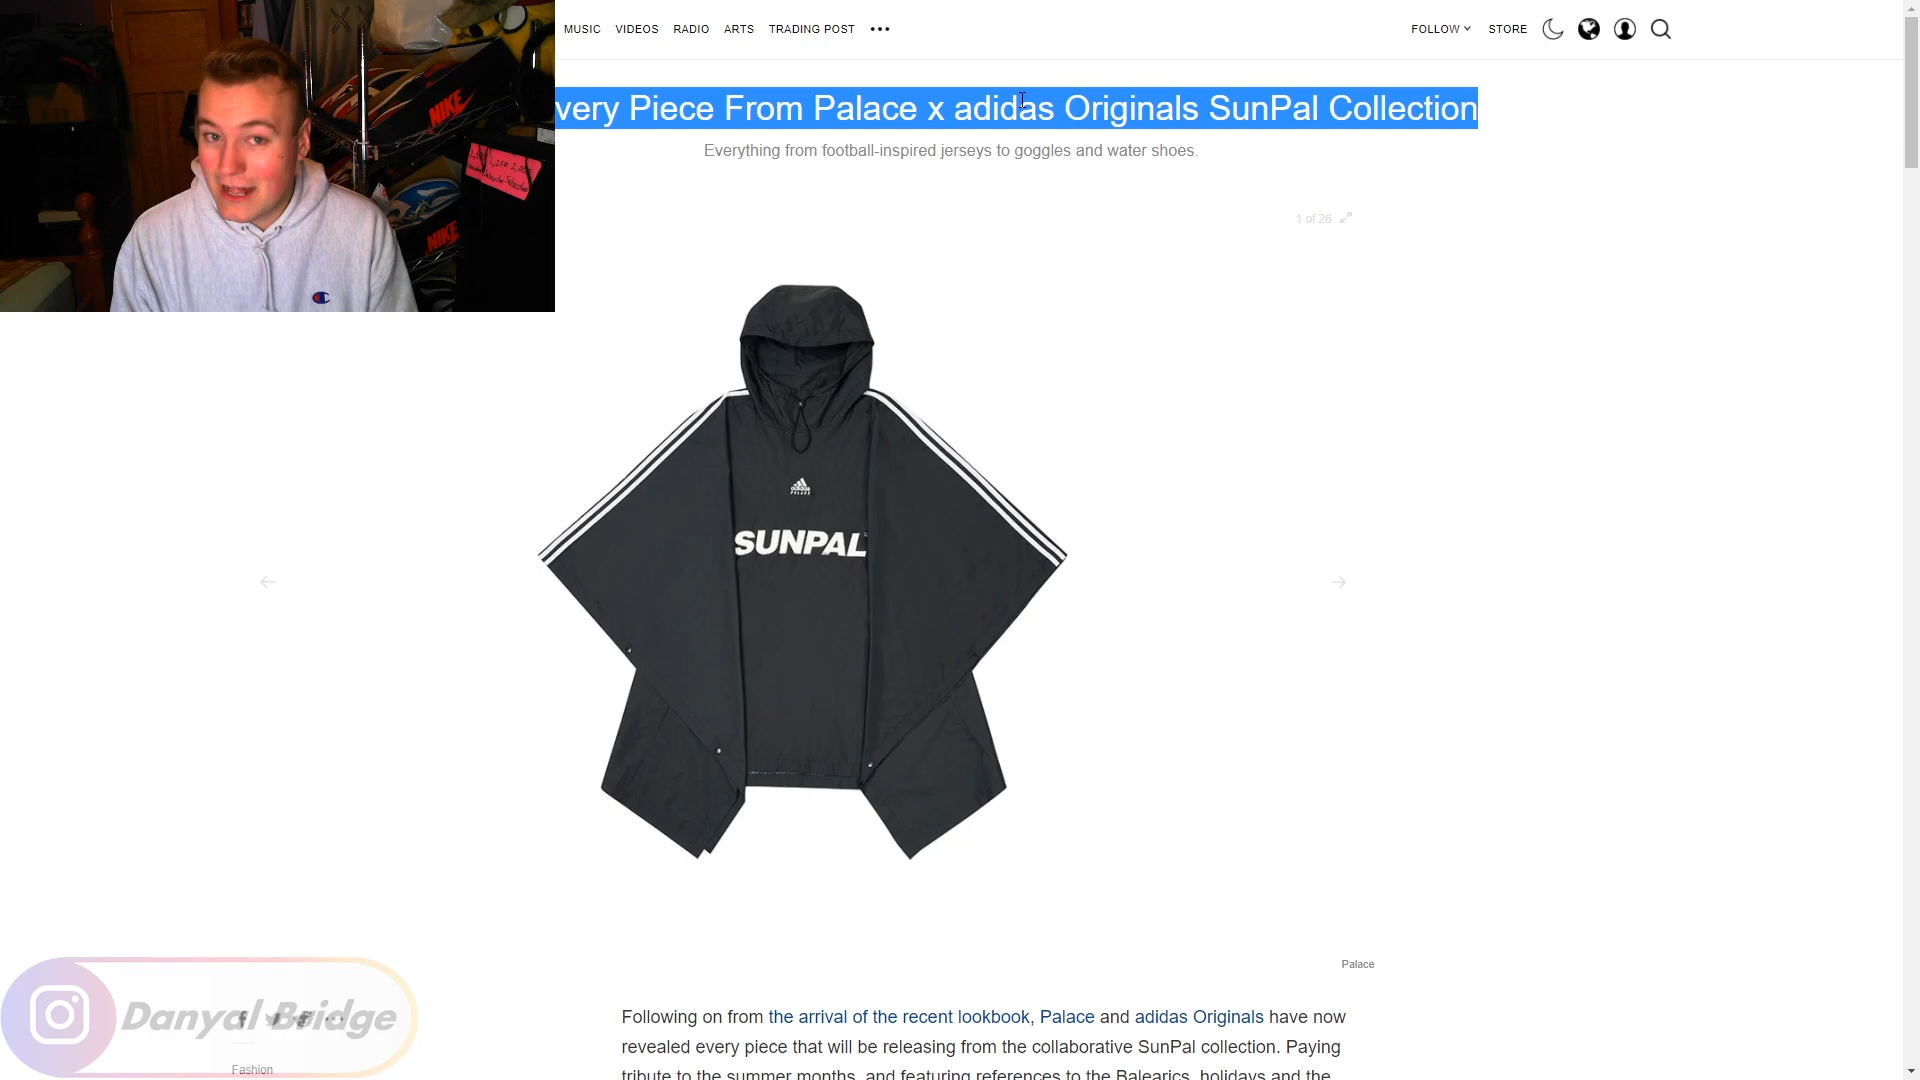 MUSIC VIDEOS RADIO ARTS TRADING POST FOLLOW STORE
very Piece From Palace x adidas Originals SunPal Collection
Everything from football-inspired jerseys to goggles and water shoes.
NIKE
NIKE
1 of 26
adidas
PALACE
SUNPAL
Palace
Danyal Bridge
Following on from the arrival of the recent lookbook, Palace and adidas Originals have now
revealed every piece that will be releasing from the collaborative SunPal collection. Paying
tribute to the summer months, and featuring references to the Balearics, holidays and the
Fashion